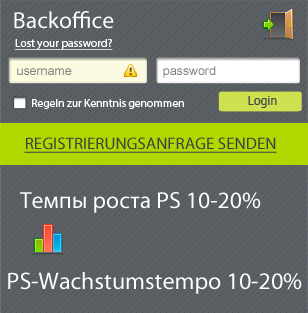 Backoffice
Lost your password?
username
password
Regeln zur Kenntnis genommen
Login
REGISTRIERUNGSANFRAGE SENDEN
Темпы роста PS 10-20%
PS-Wachstumstempo 10-20%